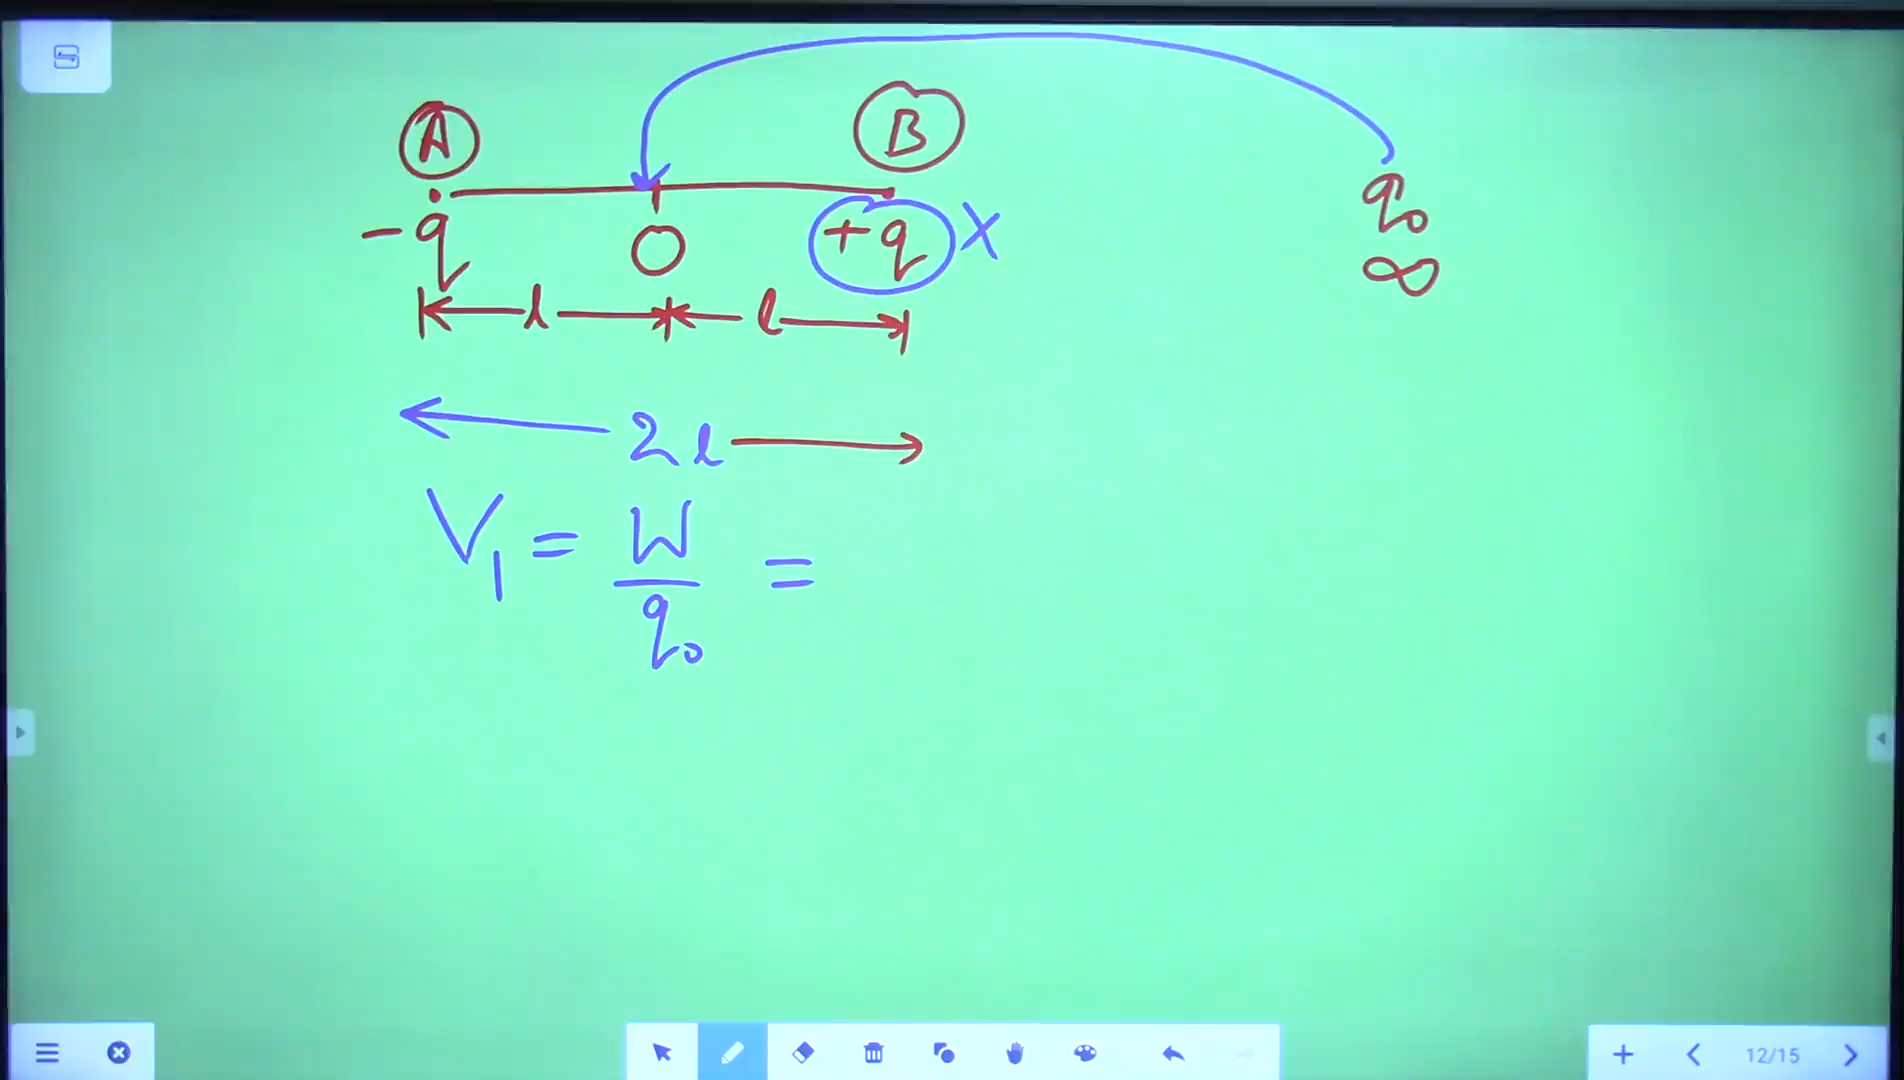 A B
-q O +q X q₀
∞
l l
2l
V₁ = W/q₀ =
12/15